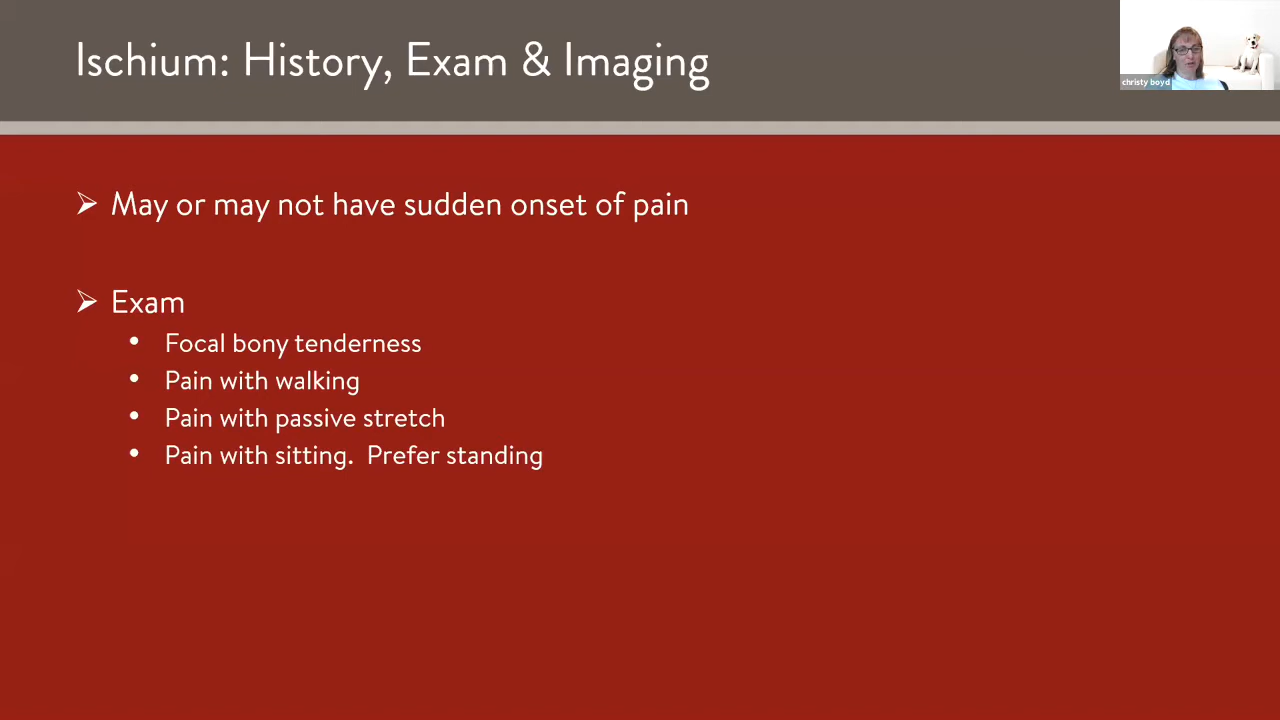 Ischium: History, Exam & Imaging
christy boyd
➢ May or may not have sudden onset of pain
➢ Exam
• Focal bony tenderness
• Pain with walking
• Pain with passive stretch
• Pain with sitting.  Prefer standing